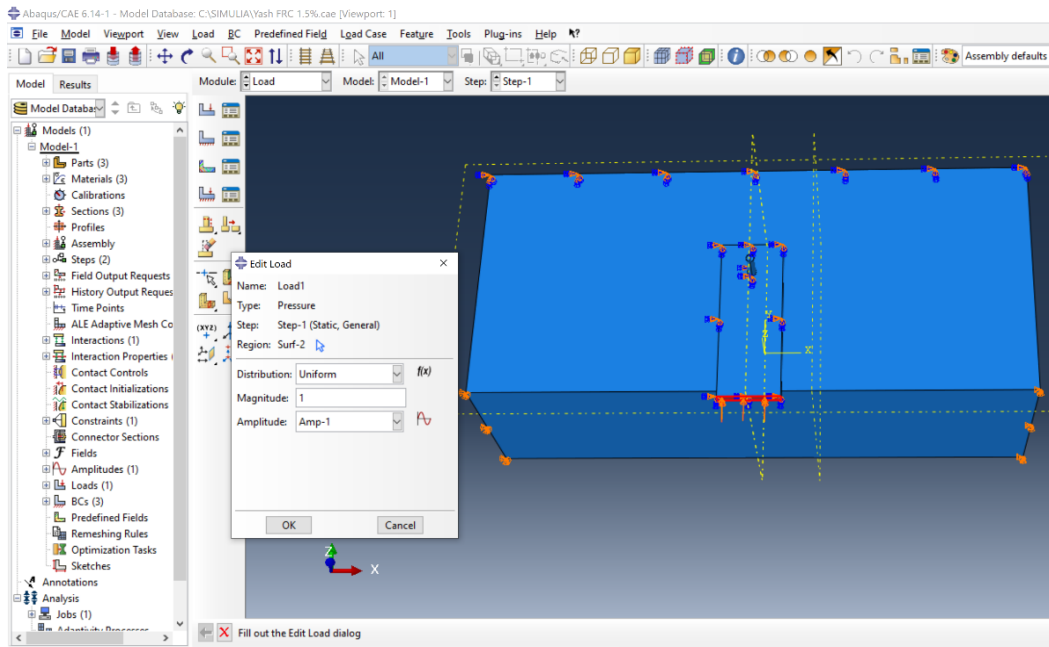 Abaqus/CAE 6.14-1 - Model Database: C:\SIMULIA\Yash FRC 1.5%.cae [Viewport: 1]
File Model Viewport View Load BC Predefined Field Load Case Feature Tools Plug-ins Help
All Assembly defaults
Model Results Module: Load Model: Model-1 Step: Step-1
Model Databas
Models (1)
Model-1
Parts (3)
Materials (3)
Calibrations
Sections (3)
Profiles
Assembly
Steps (2)
Field Output Requests
History Output Reques
Time Points
ALE Adaptive Mesh Co
Interactions (1)
Interaction Properties (
Contact Controls
Contact Initializations
Contact Stabilizations
Constraints (1)
Connector Sections
Fields
Amplitudes (1)
Loads (1)
BCs (3)
Predefined Fields
Remeshing Rules
Optimization Tasks
Sketches
Annotations
Analysis
Jobs (1)
Adaptivity Processes
(XYZ)
Edit Load
Name: Load1
Type: Pressure
Step: Step-1 (Static, General)
Region: Surf-2
Distribution: Uniform f(x)
Magnitude: 1
Amplitude: Amp-1
OK Cancel
X
Z
X
Fill out the Edit Load dialog